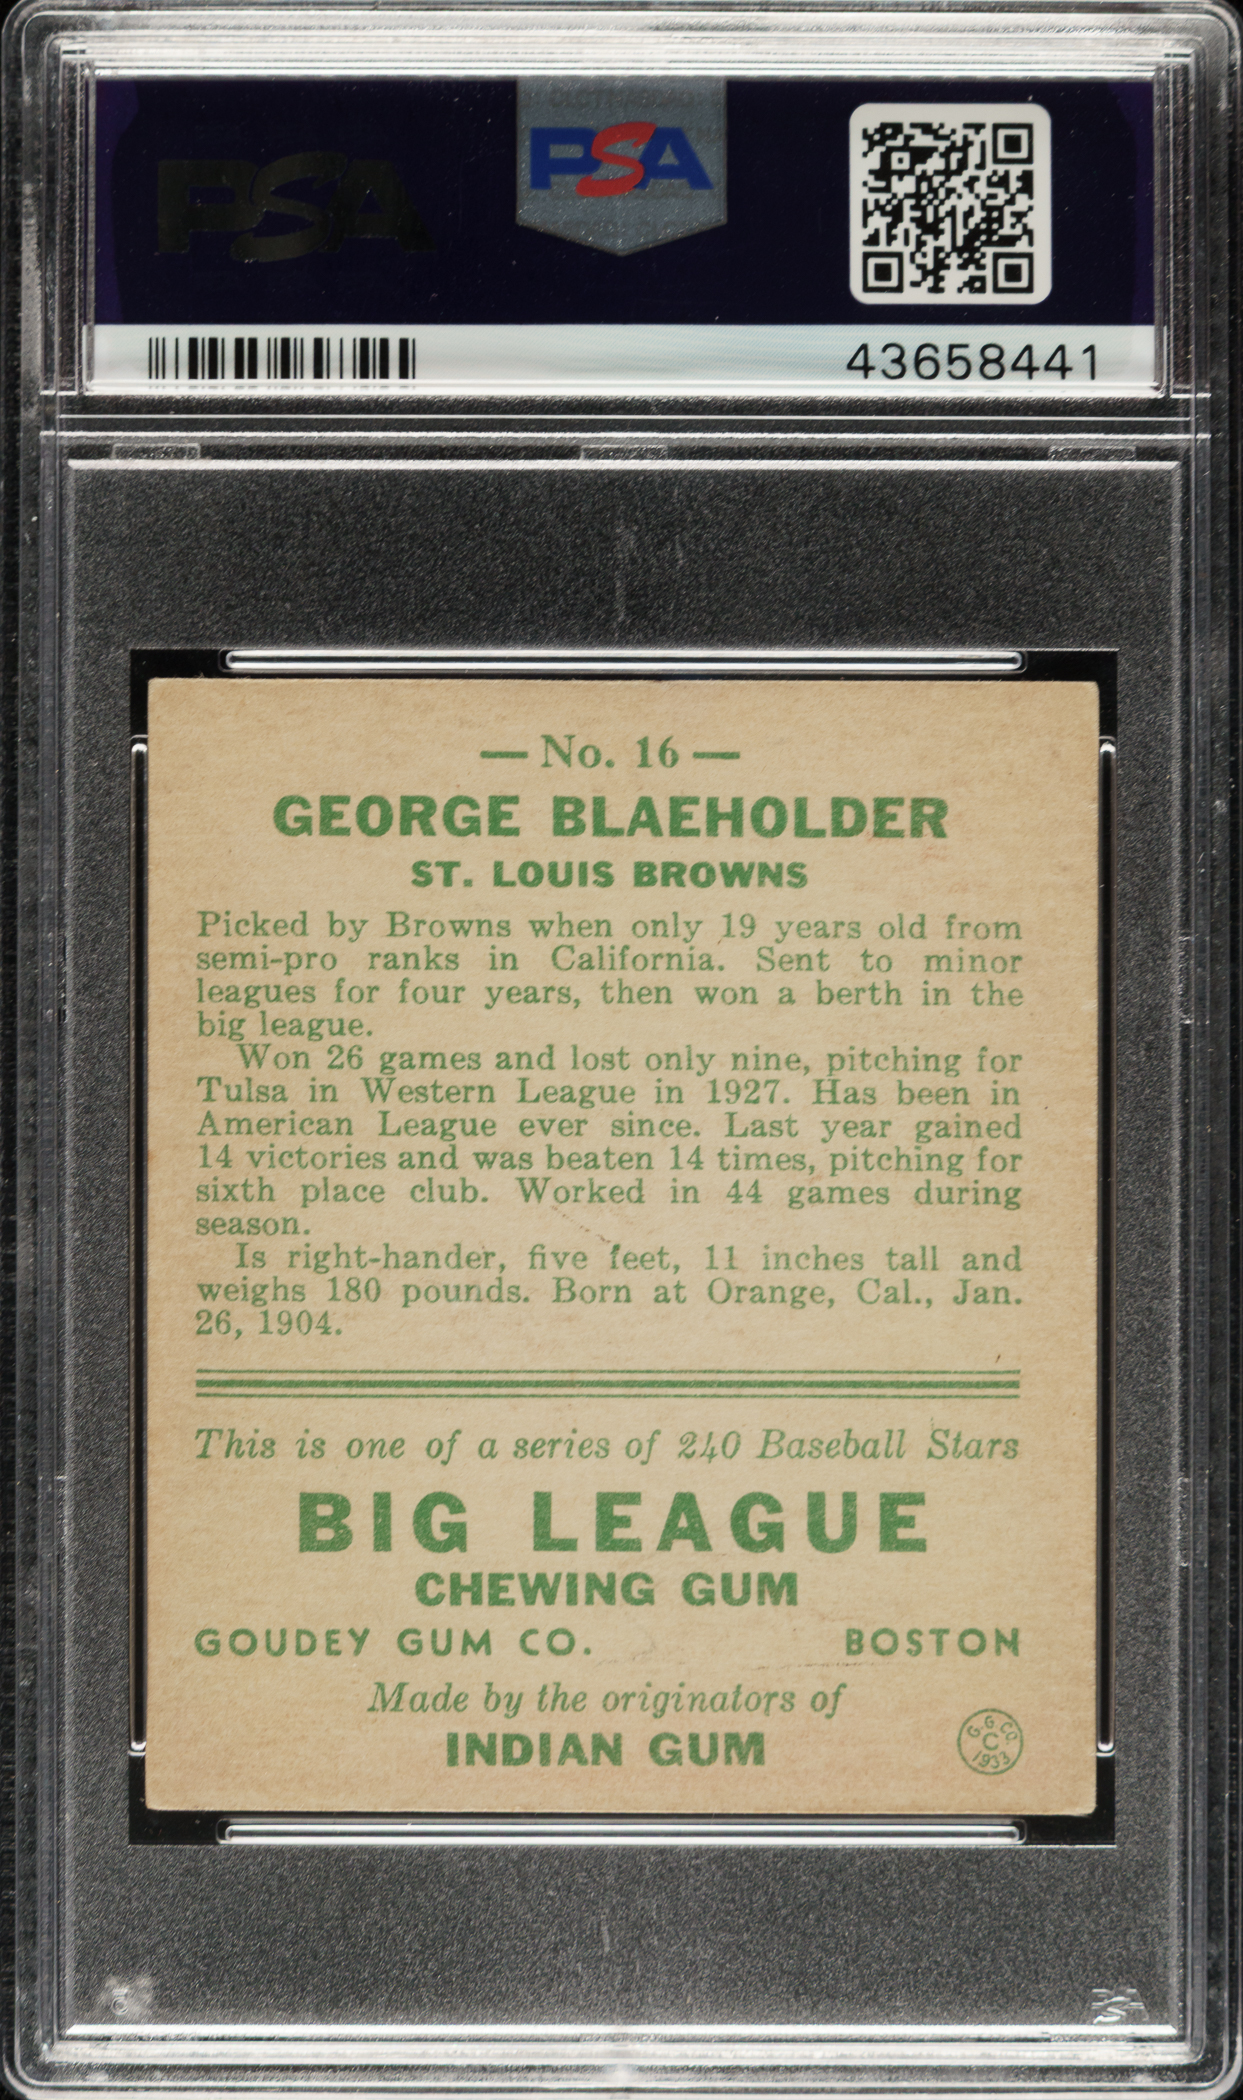 PSA
PSA
43658441
— No. 16 —
GEORGE BLAEHOLDER
ST. LOUIS BROWNS
Picked by Browns when only 19 years old from
semi-pro ranks in California. Sent to minor
leagues for four years, then won a berth in the
big league.
Won 26 games and lost only nine, pitching for
Tulsa in Western League in 1927. Has been in
American League ever since. Last year gained
14 victories and was beaten 14 times, pitching for
sixth place club. Worked in 44 games during
season.
Is right-hander, five feet, 11 inches tall and
weighs 180 pounds. Born at Orange, Cal., Jan.
26, 1904.
This is one of a series of 240 Baseball Stars
BIG LEAGUE
CHEWING GUM
GOUDEY GUM CO. BOSTON
Made by the originators of
INDIAN GUM
G.G.CO.
C
1933